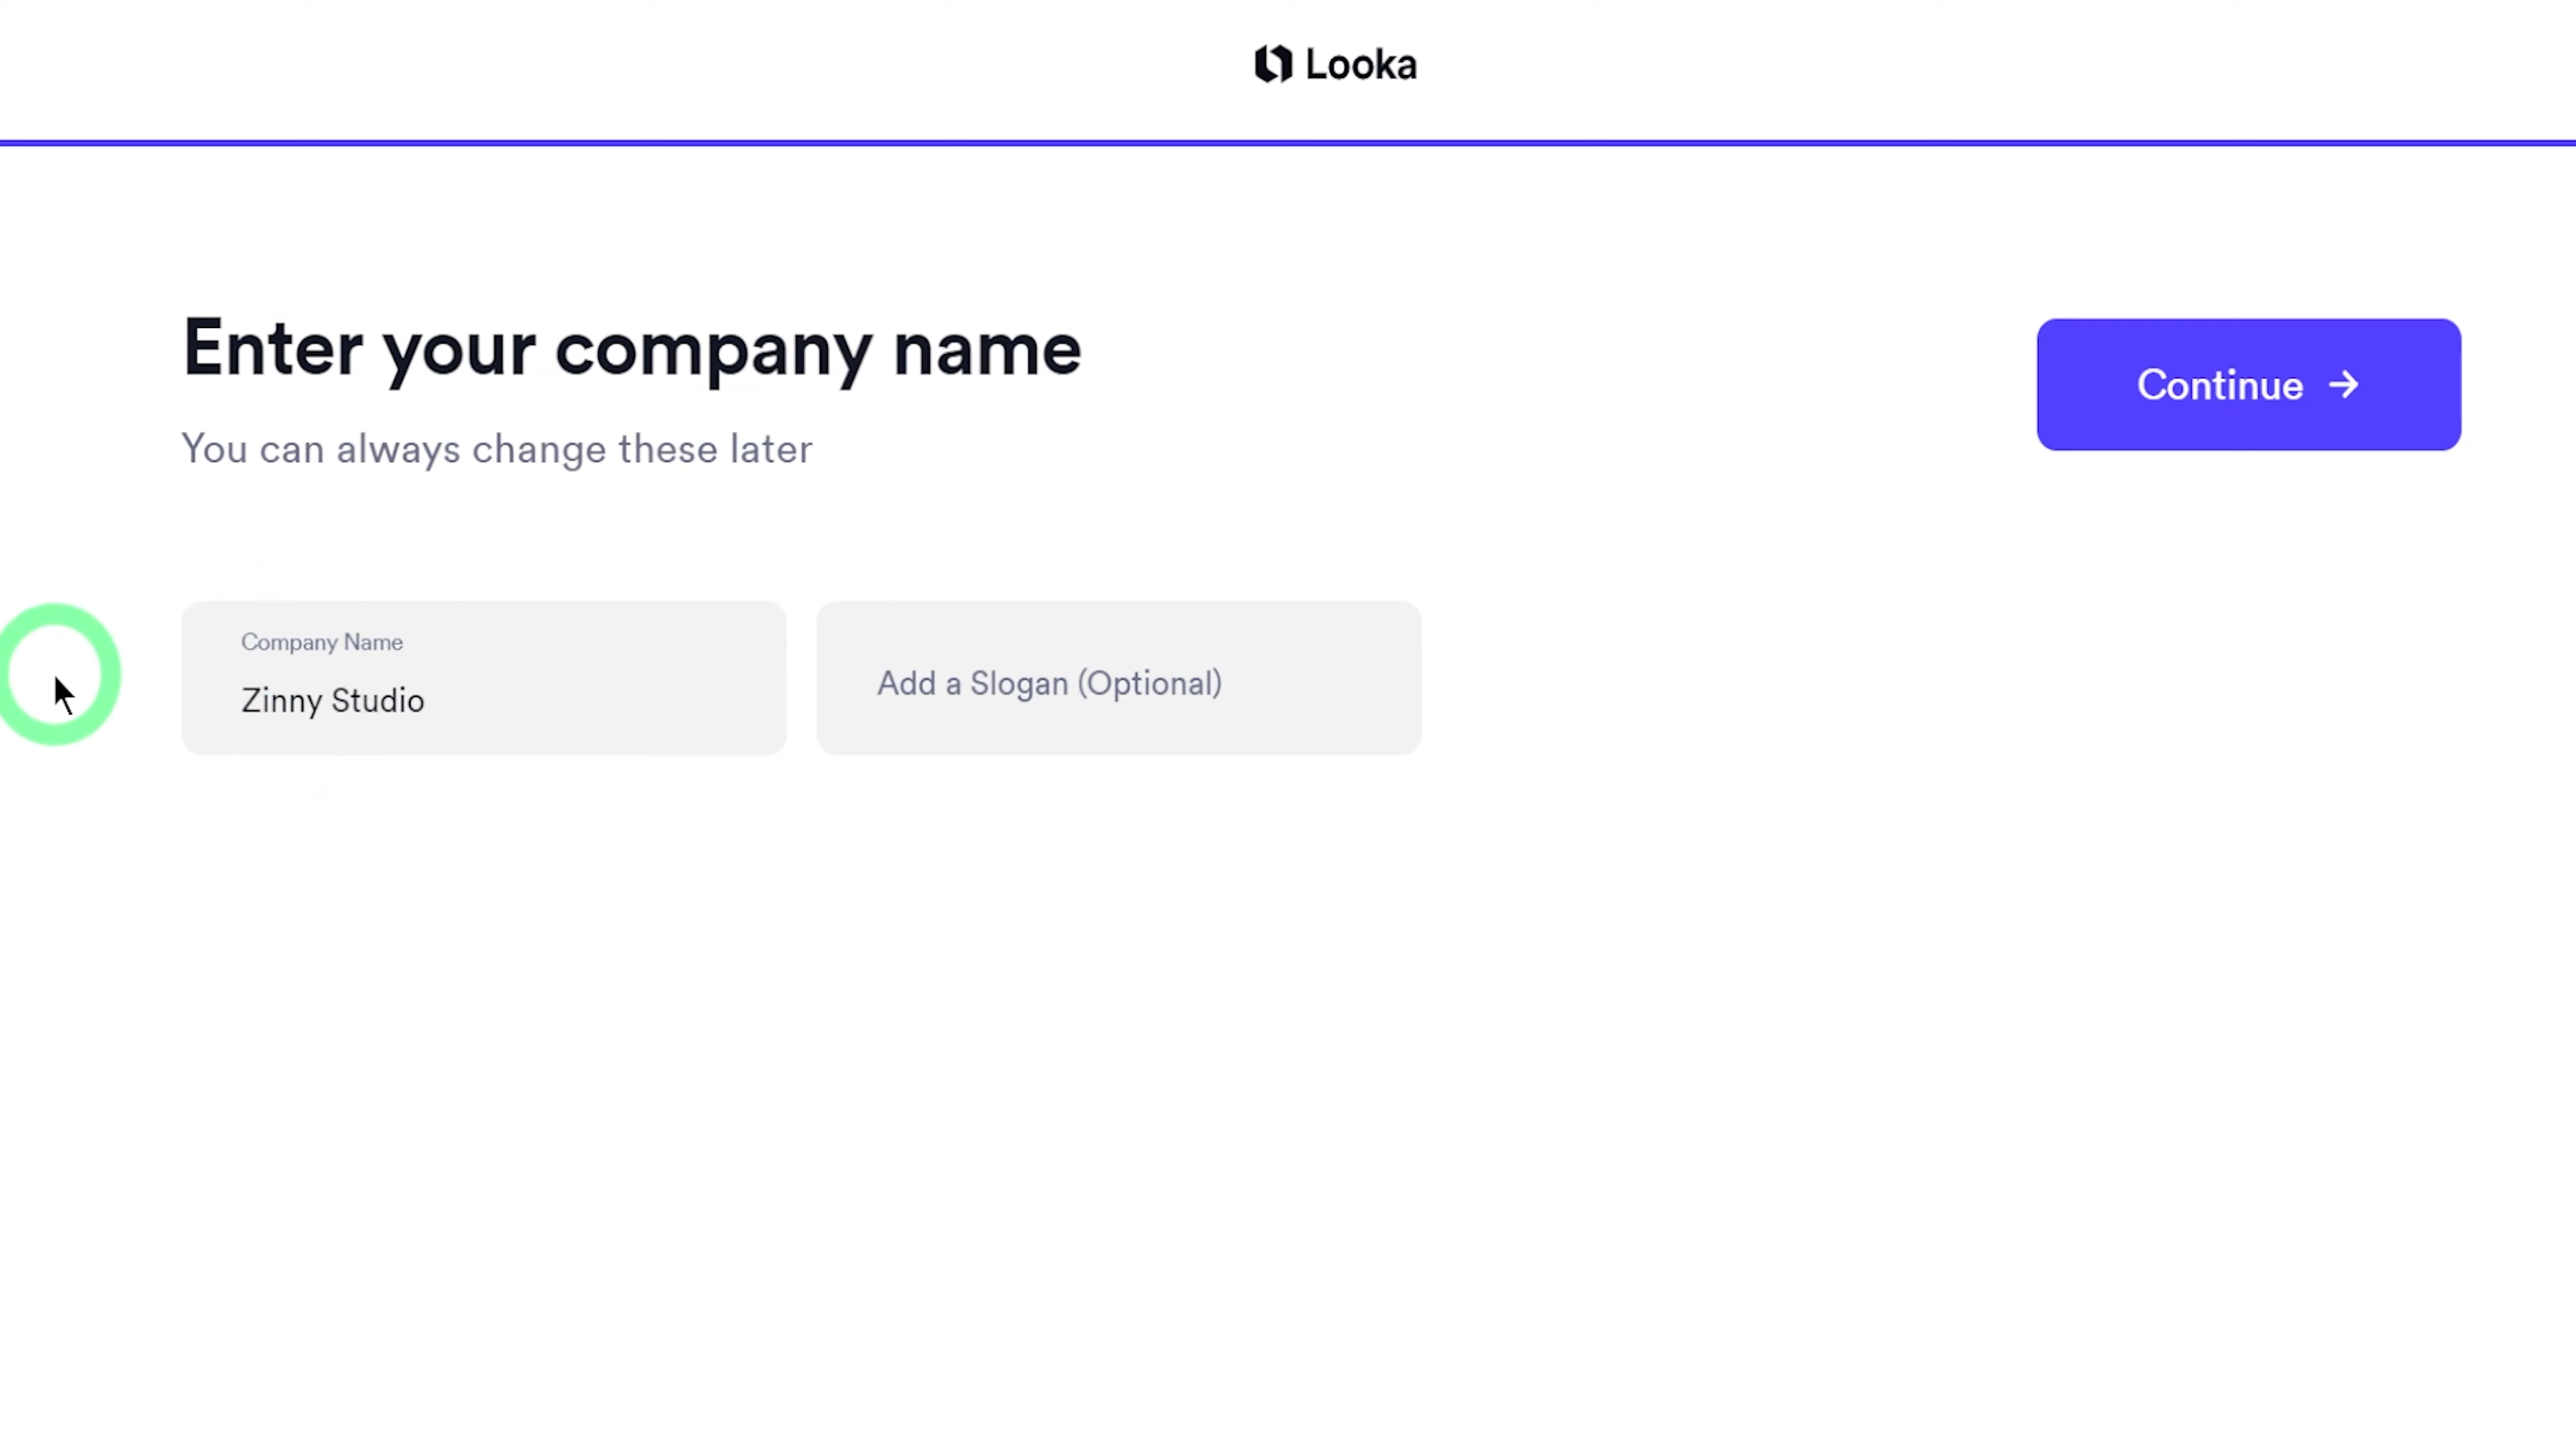 Looka
Enter your company name
Continue →
You can always change these later
Company Name
Zinny Studio
Add a Slogan (Optional)